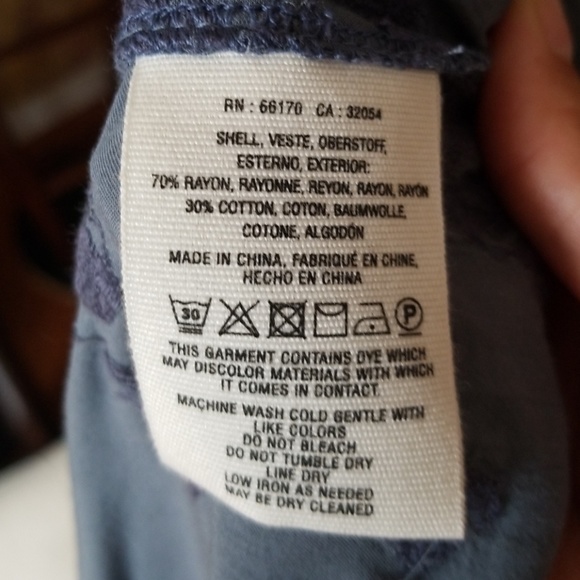 RN : 66170 CA : 32054
SHELL, VESTE, OBERSTOFF,
ESTERNO, EXTERIOR:
70% RAYON, RAYONNE, REYON, RAYON, RAYÓN
30% COTTON, COTON, BAUMWOLLE,
COTONE, ALGODÓN
MADE IN CHINA, FABRIQUÉ EN CHINE,
HECHO EN CHINA
30 P
THIS GARMENT CONTAINS DYE WHICH
MAY DISCOLOR MATERIALS WITH WHICH
IT COMES IN CONTACT.
MACHINE WASH COLD GENTLE WITH
LIKE COLORS
DO NOT BLEACH
DO NOT TUMBLE DRY
LINE DRY
LOW IRON AS NEEDED
MAY BE DRY CLEANED